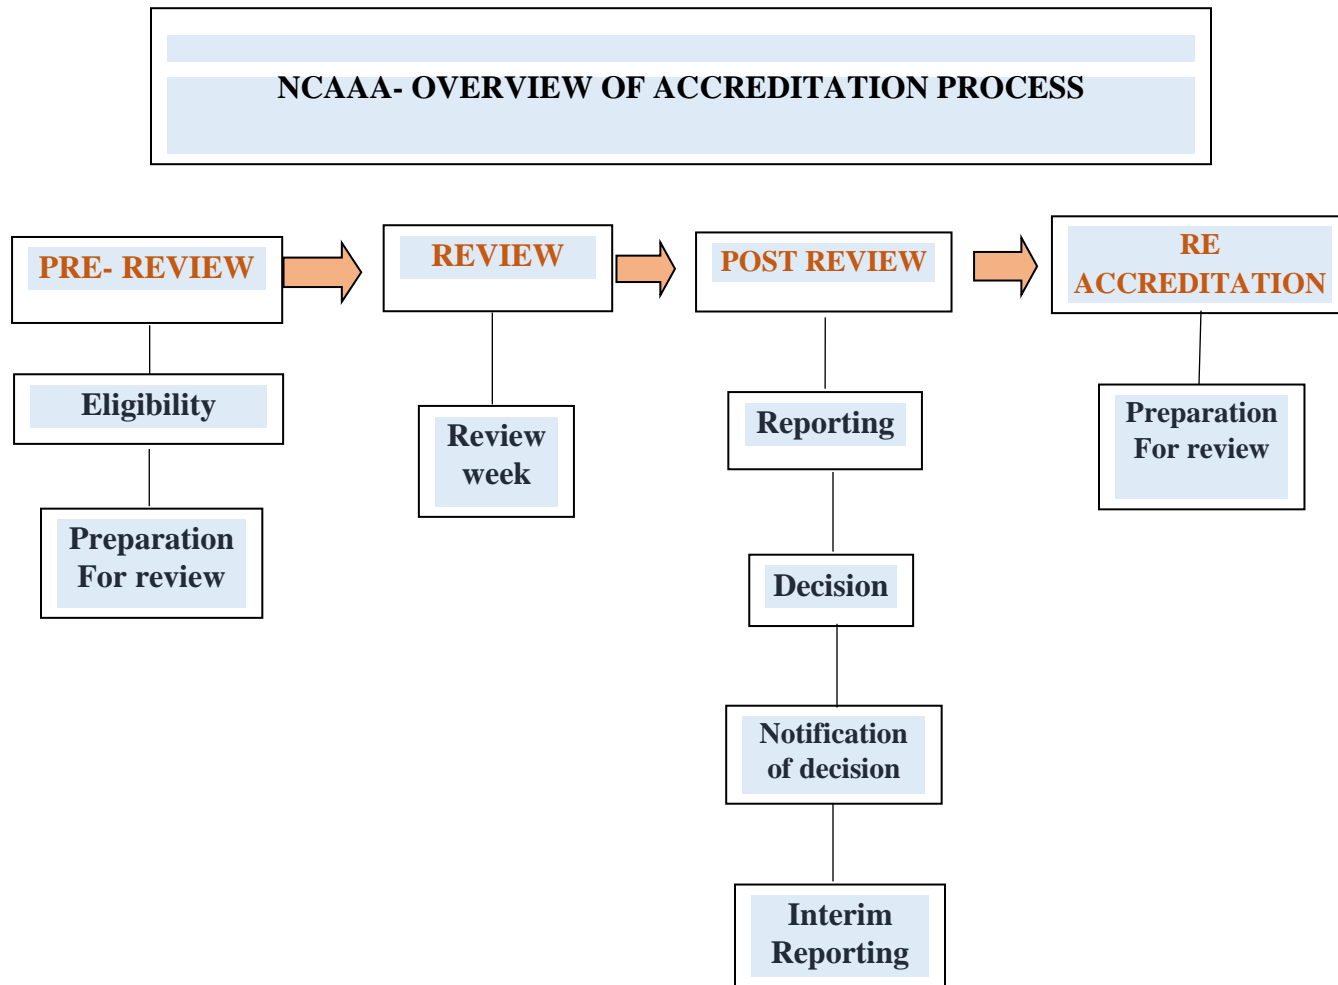 NCAAA- OVERVIEW OF ACCREDITATION PROCESS
PRE- REVIEW
REVIEW
POST REVIEW
RE
ACCREDITATION
Eligibility
Preparation
For review
Review
week
Reporting
Decision
Notification
of decision
Interim
Reporting
Preparation
For review